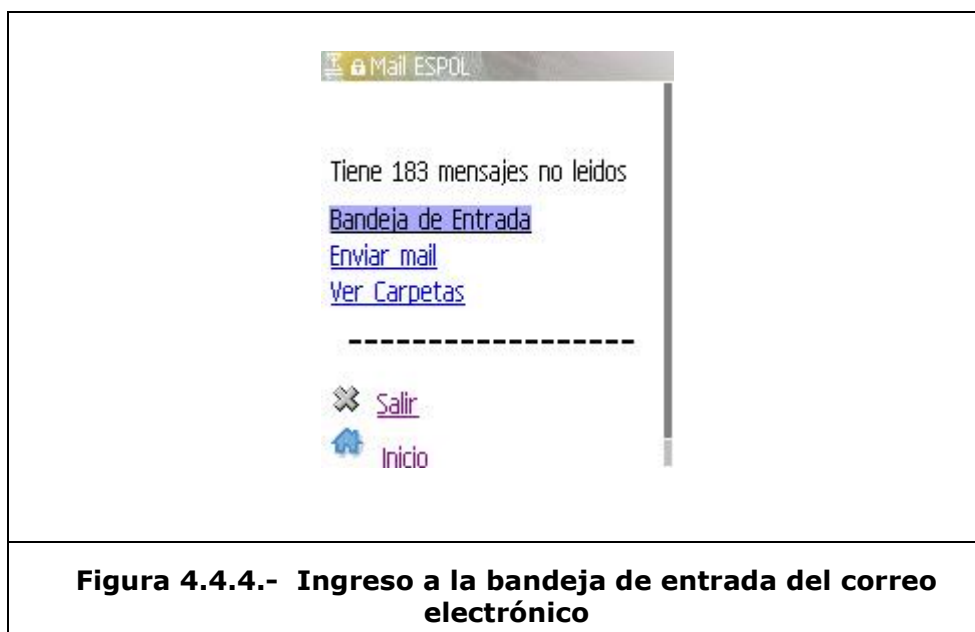 Mail ESPOL
Tiene 183 mensajes no leidos
Bandeja de Entrada
Enviar mail
Ver Carpetas
------------------
Salir
Inicio
Figura 4.4.4.- Ingreso a la bandeja de entrada del correo
electrónico